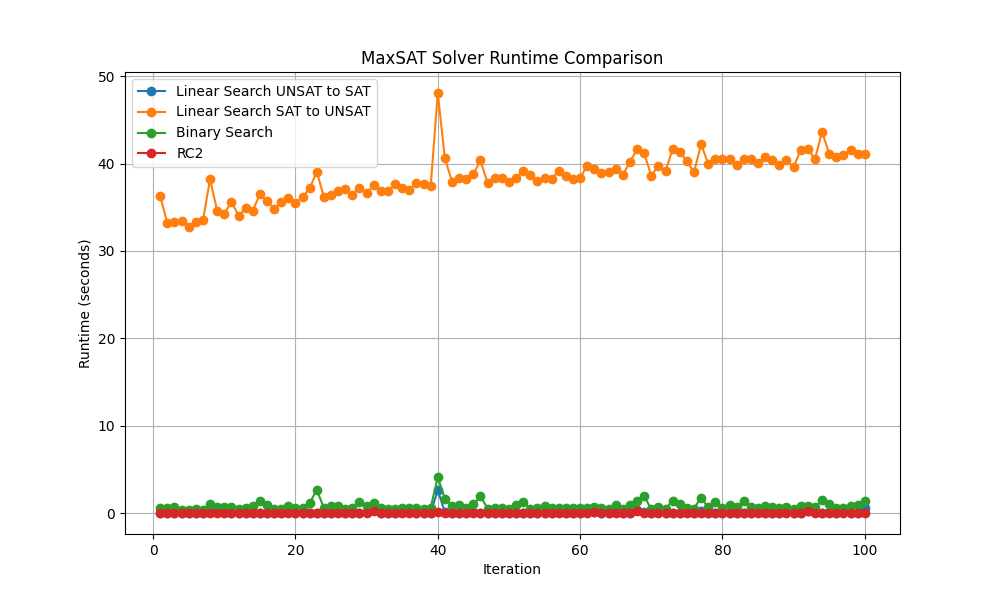 MaxSAT Solver Runtime Comparison
Linear Search UNSAT to SAT
Linear Search SAT to UNSAT
Binary Search
RC2
50
40
30
20
10
0
Runtime (seconds)
0 20 40 60 80 100
Iteration